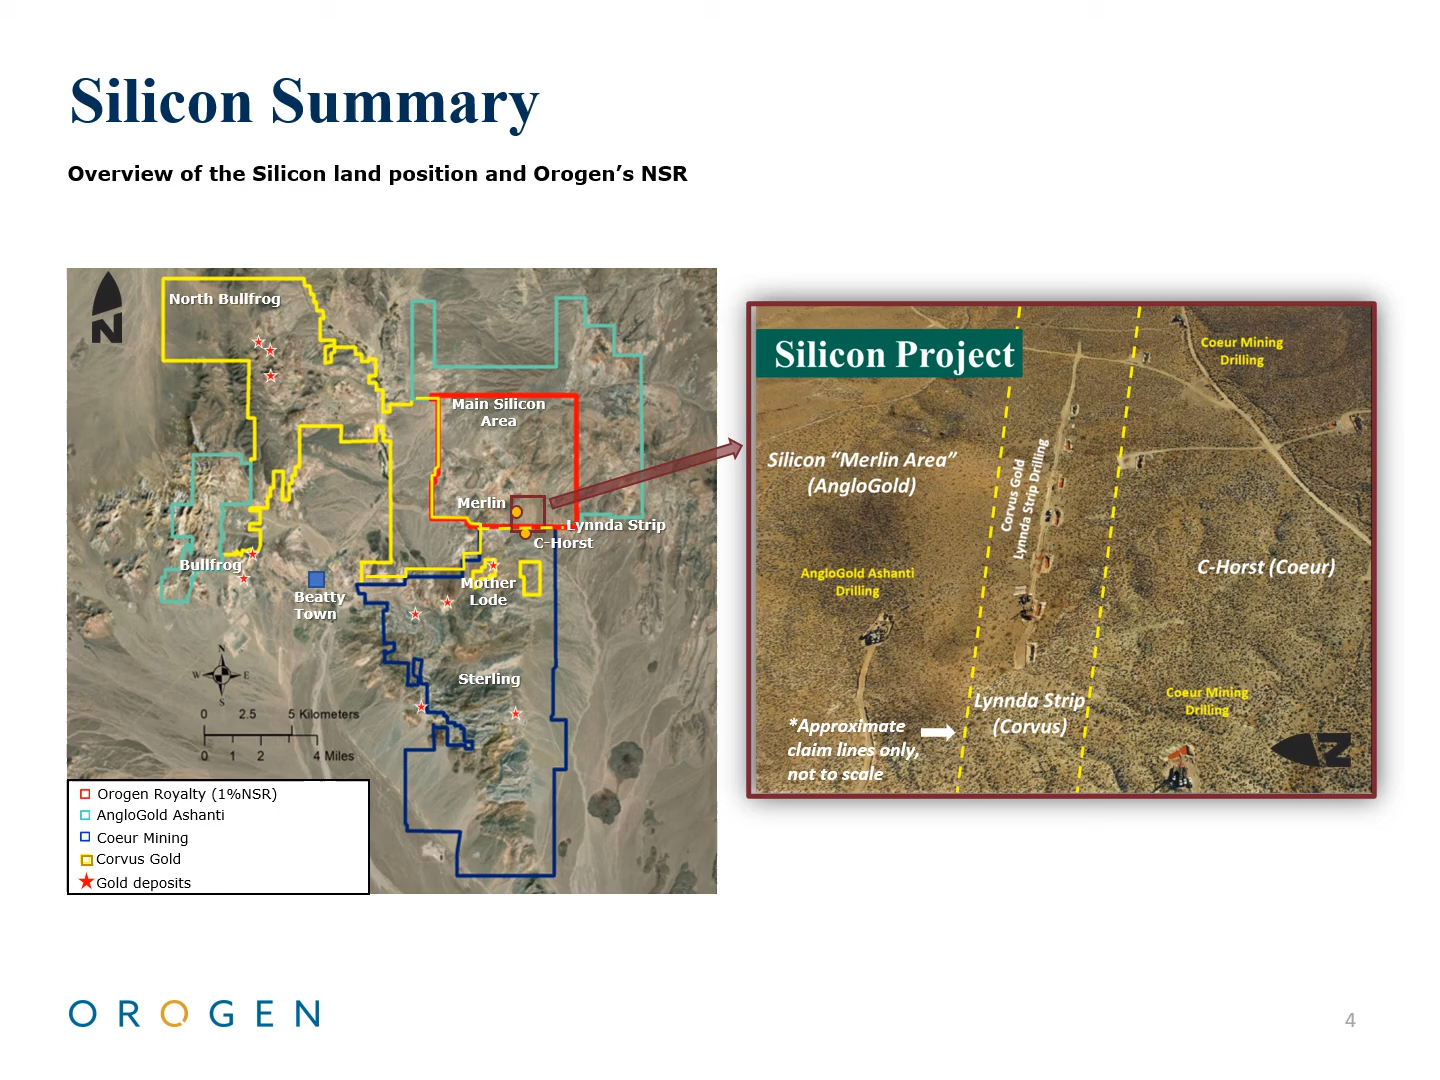 Silicon Summary
Overview of the Silicon land position and Orogen’s NSR
N
North Bullfrog
Main Silicon
Area
Merlin
Lynnda Strip
C-Horst
Bullfrog
Beatty
Town
Mother
Lode
Sterling
N
W E
S
0 2.5 5 Kilometers
0 1 2 4 Miles
Orogen Royalty (1%NSR)
AngloGold Ashanti
Coeur Mining
Corvus Gold
Gold deposits
Silicon Project
Coeur Mining
Drilling
Silicon “Merlin Area”
(AngloGold)
Corvus Gold
Lynnda Strip Drilling
AngloGold Ashanti
Drilling
C-Horst (Coeur)
Lynnda Strip
(Corvus)
Coeur Mining
Drilling
*Approximate
claim lines only,
not to scale
N
OROGEN
4